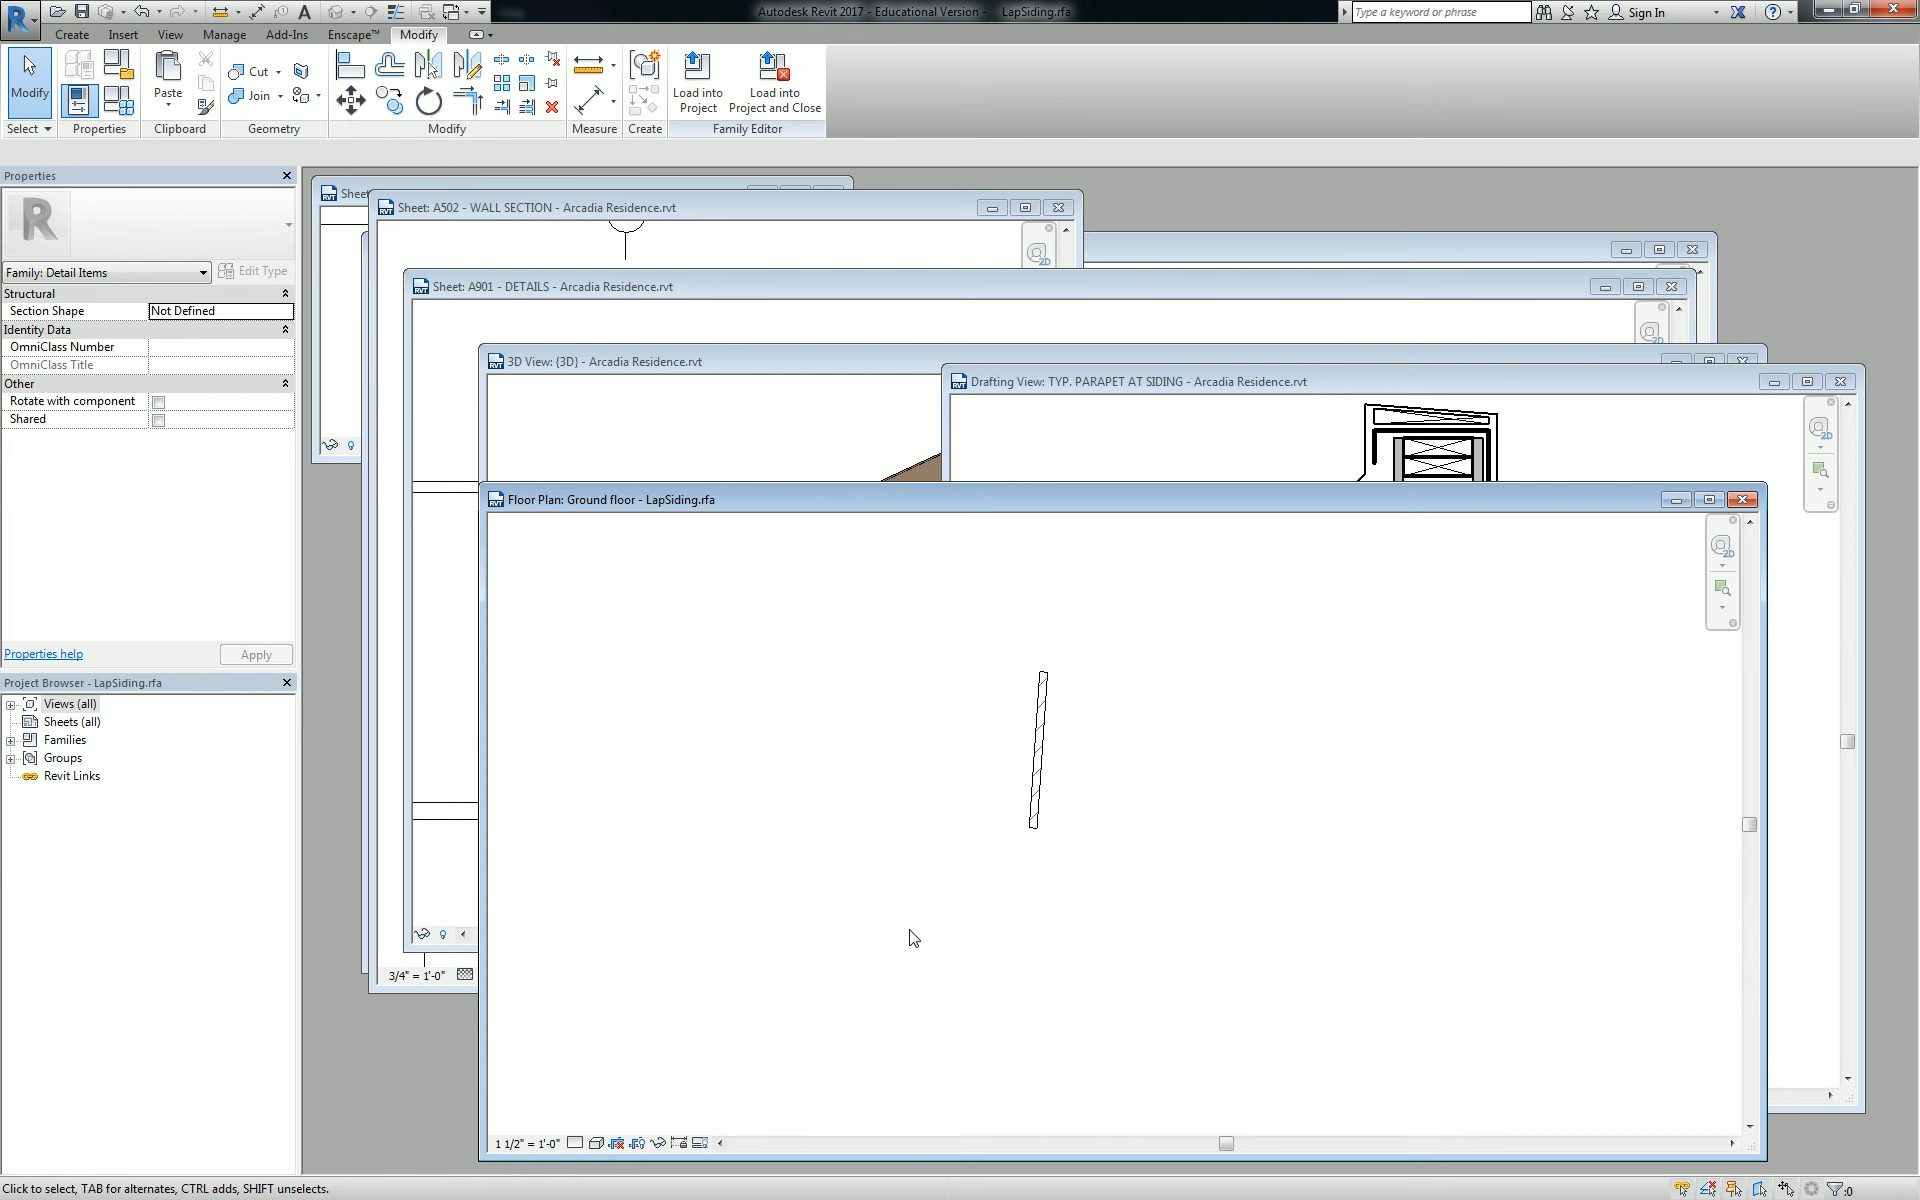 Autodesk Revit 2017 - Educational Version - LapSiding.rfa
Type a keyword or phrase
Sign In
Create Insert View Manage Add-Ins Enscape™ Modify
Modify
Paste
Cut
Join
Load into Project
Load into Project and Close
Select Properties Clipboard Geometry Modify Measure Create Family Editor
Properties
R
Family: Detail Items
Edit Type
Structural
Section Shape Not Defined
Identity Data
OmniClass Number
OmniClass Title
Other
Rotate with component
Shared
Properties help
Apply
Project Browser - LapSiding.rfa
Views (all)
Sheets (all)
Families
Groups
Revit Links
Sheet
Sheet: A502 - WALL SECTION - Arcadia Residence.rvt
2D
Sheet: A901 - DETAILS - Arcadia Residence.rvt
2D
3D View: {3D} - Arcadia Residence.rvt
Drafting View: TYP. PARAPET AT SIDING - Arcadia Residence.rvt
2D
Floor Plan: Ground floor - LapSiding.rfa
2D
3/4" = 1'-0"
1 1/2" = 1'-0"
Click to select, TAB for alternates, CTRL adds, SHIFT unselects.
:0